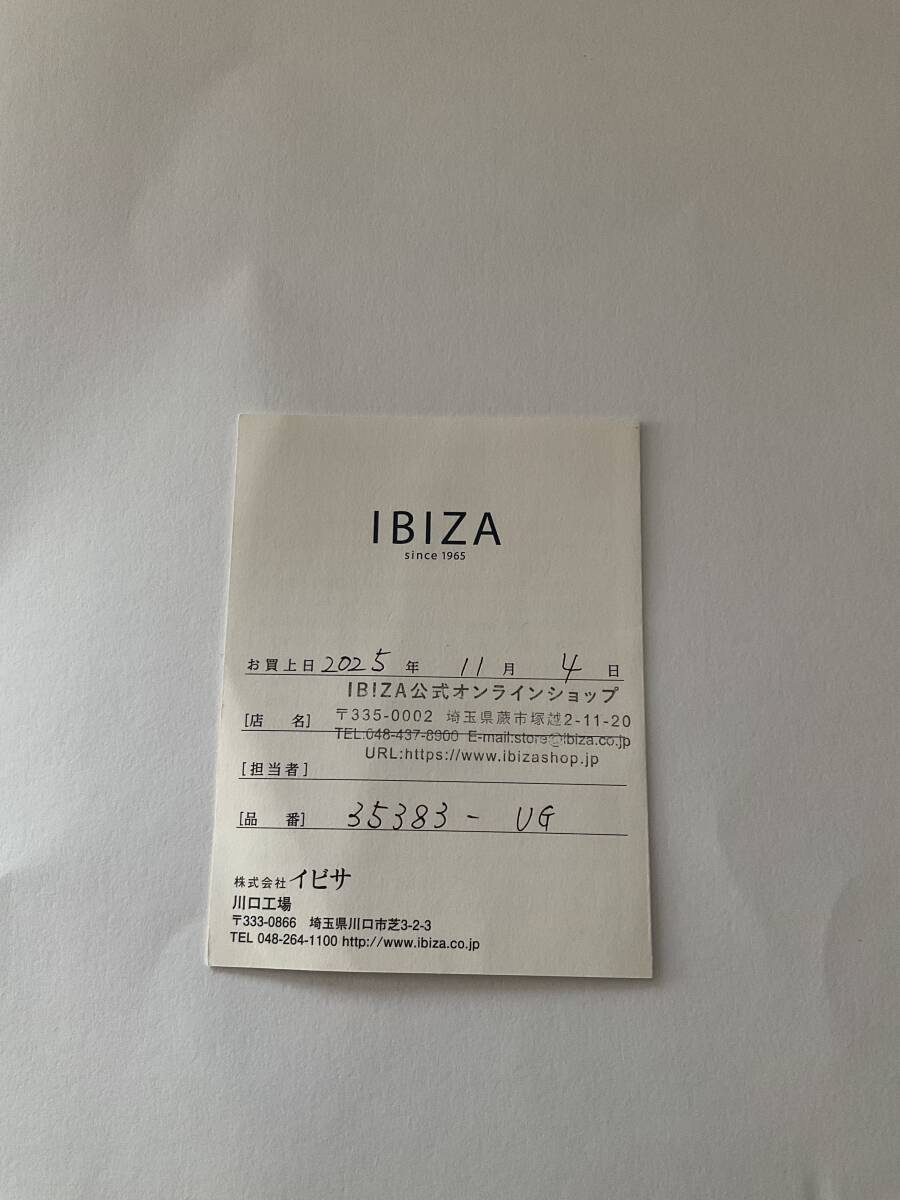 IBIZA
since 1965
お買上日 2025 年 11 月 4 日
IBIZA公式オンラインショップ
[店 名] 〒335-0002 埼玉県蕨市塚越2-11-20
TEL.048-437-8900 E-mail:store@ibiza.co.jp
URL:https://www.ibizashop.jp
[担当者]
[品 番] 35383 - UG
株式会社イビサ
川口工場
〒333-0866 埼玉県川口市芝3-2-3
TEL 048-264-1100 http://www.ibiza.co.jp